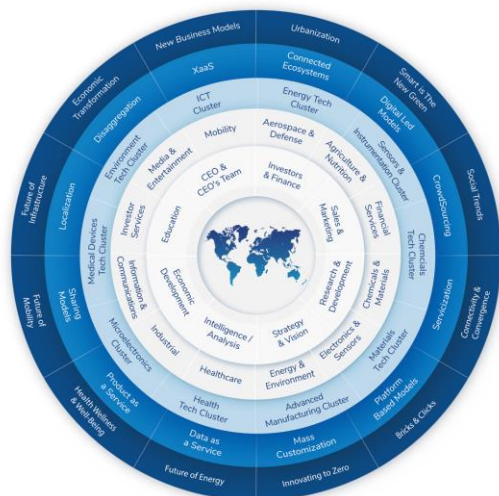 New Business Models
Urbanization
Smart is The
New Green
Social Trends
Connectivity &
Convergence
Bricks & Clicks
Innovating to Zero
Future of Energy
Health Wellness
& Well Being
Future of
Mobility
Future of
Infrastructure
Economic
Transformation
XaaS
Connected
Ecosystems
Digital Led
Models
CrowdSourcing
Servicization
Platform
Based Models
Mass
Customization
Data as
a Service
Product as
a Service
Sharing
Models
Localization
Disaggregation
ICT
Cluster
Energy Tech
Cluster
Sensors &
Instrumentation Cluster
Chemcials
Tech Cluster
Materials
Tech Cluster
Advanced
Manufacturing Cluster
Health
Tech Cluster
Microelectronics
Cluster
Medical Devices
Tech Cluster
Environment
Tech Cluster
Mobility
Aerospace &
Defense
Agriculture &
Nutrition
Financial
Services
Chemicals &
Materials
Electronics &
Sensors
Energy &
Environment
Healthcare
Industrial
Information &
Communications
Investor
Services
Media &
Entertainment
CEO &
CEO's Team
Investors
& Finance
Sales &
Marketing
Research &
Development
Strategy
& Vision
Intelligence /
Analysis
Economic
Development
Education